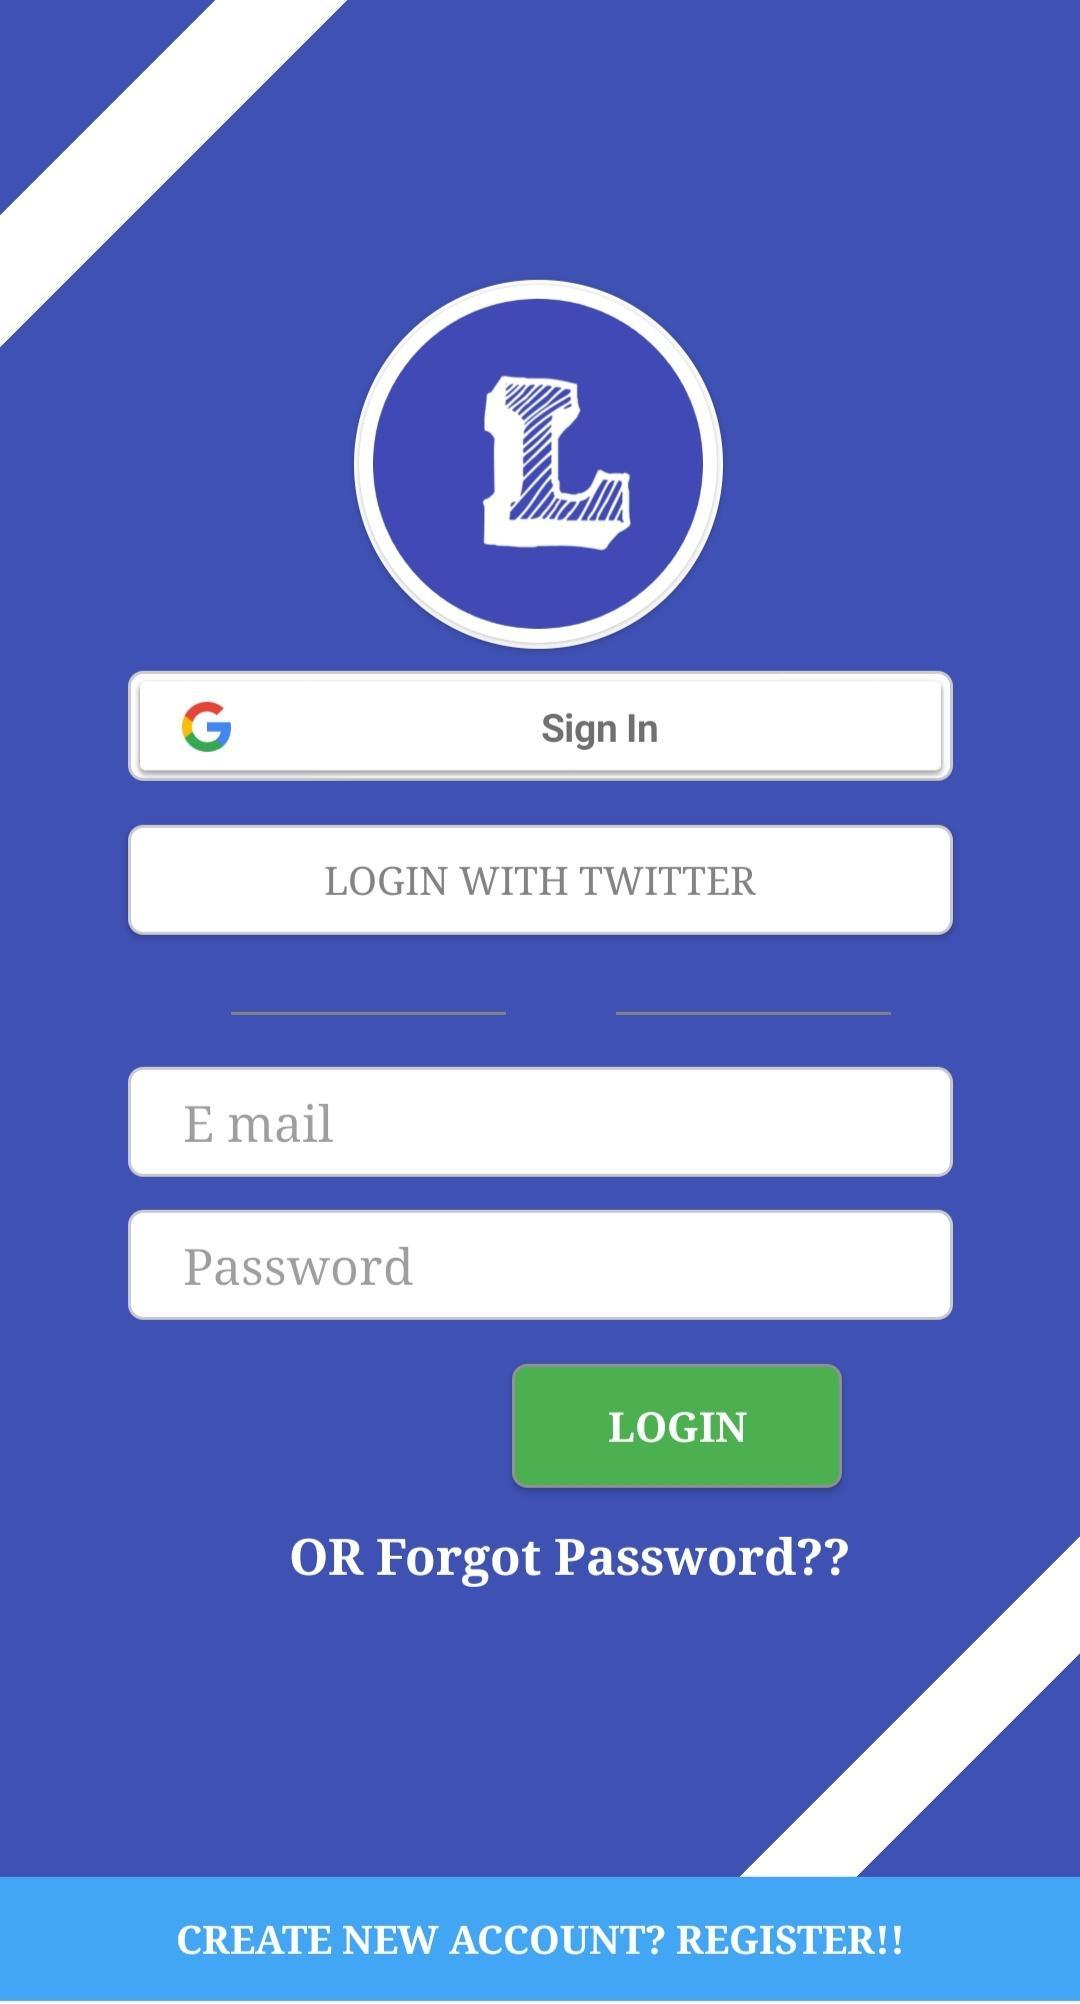 L
Sign In
LOGIN WITH TWITTER
E mail
Password
LOGIN
OR Forgot Password??
CREATE NEW ACCOUNT? REGISTER!!